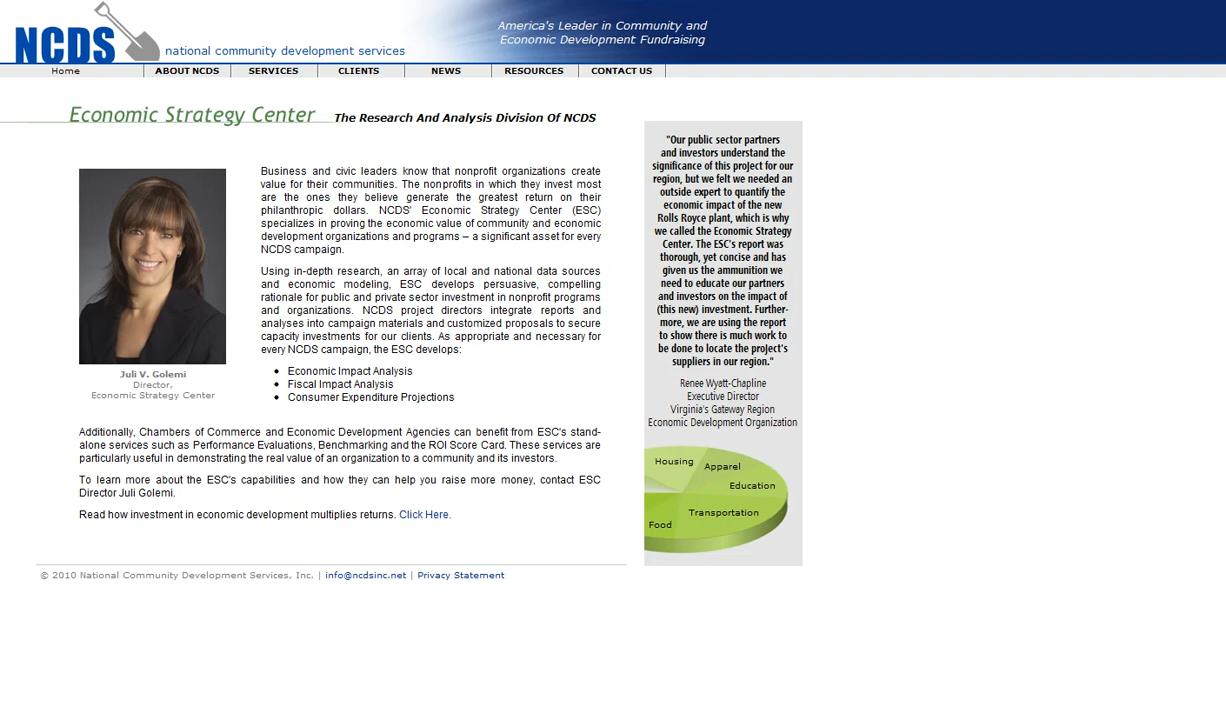 NCDS
national community development services
America's Leader in Community and
Economic Development Fundraising
Home
ABOUT NCDS
SERVICES
CLIENTS
NEWS
RESOURCES
CONTACT US
Economic Strategy Center
The Research And Analysis Division Of NCDS
Juli V. Golemi
Director,
Economic Strategy Center
Business and civic leaders know that nonprofit organizations create
value for their communities. The nonprofits in which they invest most
are the ones they believe generate the greatest return on their
philanthropic dollars. NCDS' Economic Strategy Center (ESC)
specializes in proving the economic value of community and economic
development organizations and programs – a significant asset for every
NCDS campaign.
Using in-depth research, an array of local and national data sources
and economic modeling, ESC develops persuasive, compelling
rationale for public and private sector investment in nonprofit programs
and organizations. NCDS project directors integrate reports and
analyses into campaign materials and customized proposals to secure
capacity investments for our clients. As appropriate and necessary for
every NCDS campaign, the ESC develops:
• Economic Impact Analysis
• Fiscal Impact Analysis
• Consumer Expenditure Projections
Additionally, Chambers of Commerce and Economic Development Agencies can benefit from ESC's stand-
alone services such as Performance Evaluations, Benchmarking and the ROI Score Card. These services are
particularly useful in demonstrating the real value of an organization to a community and its investors.
To learn more about the ESC's capabilities and how they can help you raise more money, contact ESC
Director Juli Golemi.
Read how investment in economic development multiplies returns. Click Here.
"Our public sector partners
and investors understand the
significance of this project for our
region, but we felt we needed an
outside expert to quantify the
economic impact of the new
Rolls Royce plant, which is why
we called the Economic Strategy
Center. The ESC's report was
thorough, yet concise and has
given us the ammunition we
need to educate our partners
and investors on the impact of
(this new) investment. Further-
more, we are using the report
to show there is much work to
be done to locate the project's
suppliers in our region."
Renee Wyatt-Chapline
Executive Director
Virginia's Gateway Region
Economic Development Organization
Housing
Apparel
Education
Transportation
Food
© 2010 National Community Development Services, Inc. | info@ncdsinc.net | Privacy Statement